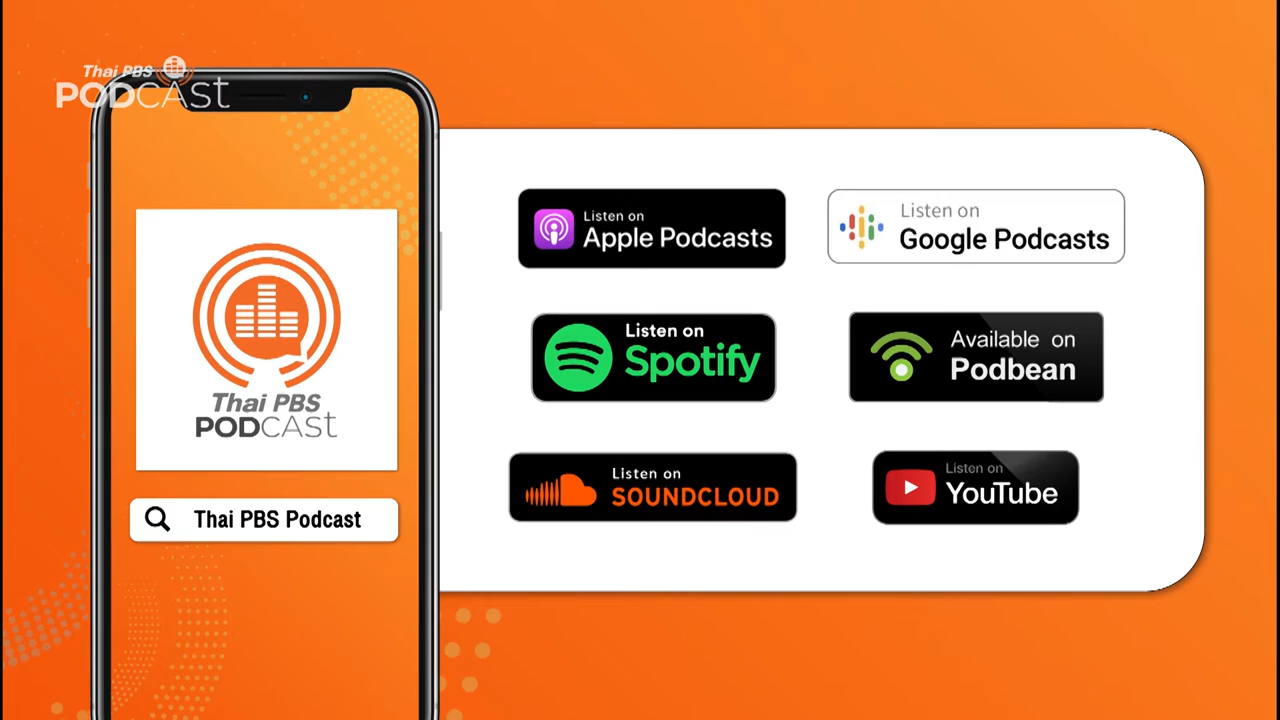 Thai PBS
PODCAST
Thai PBS
PODCAST
Thai PBS Podcast
Listen on
Apple Podcasts
Listen on
Google Podcasts
Listen on
Spotify
Available on
Podbean
Listen on
SOUNDCLOUD
Listen on
YouTube